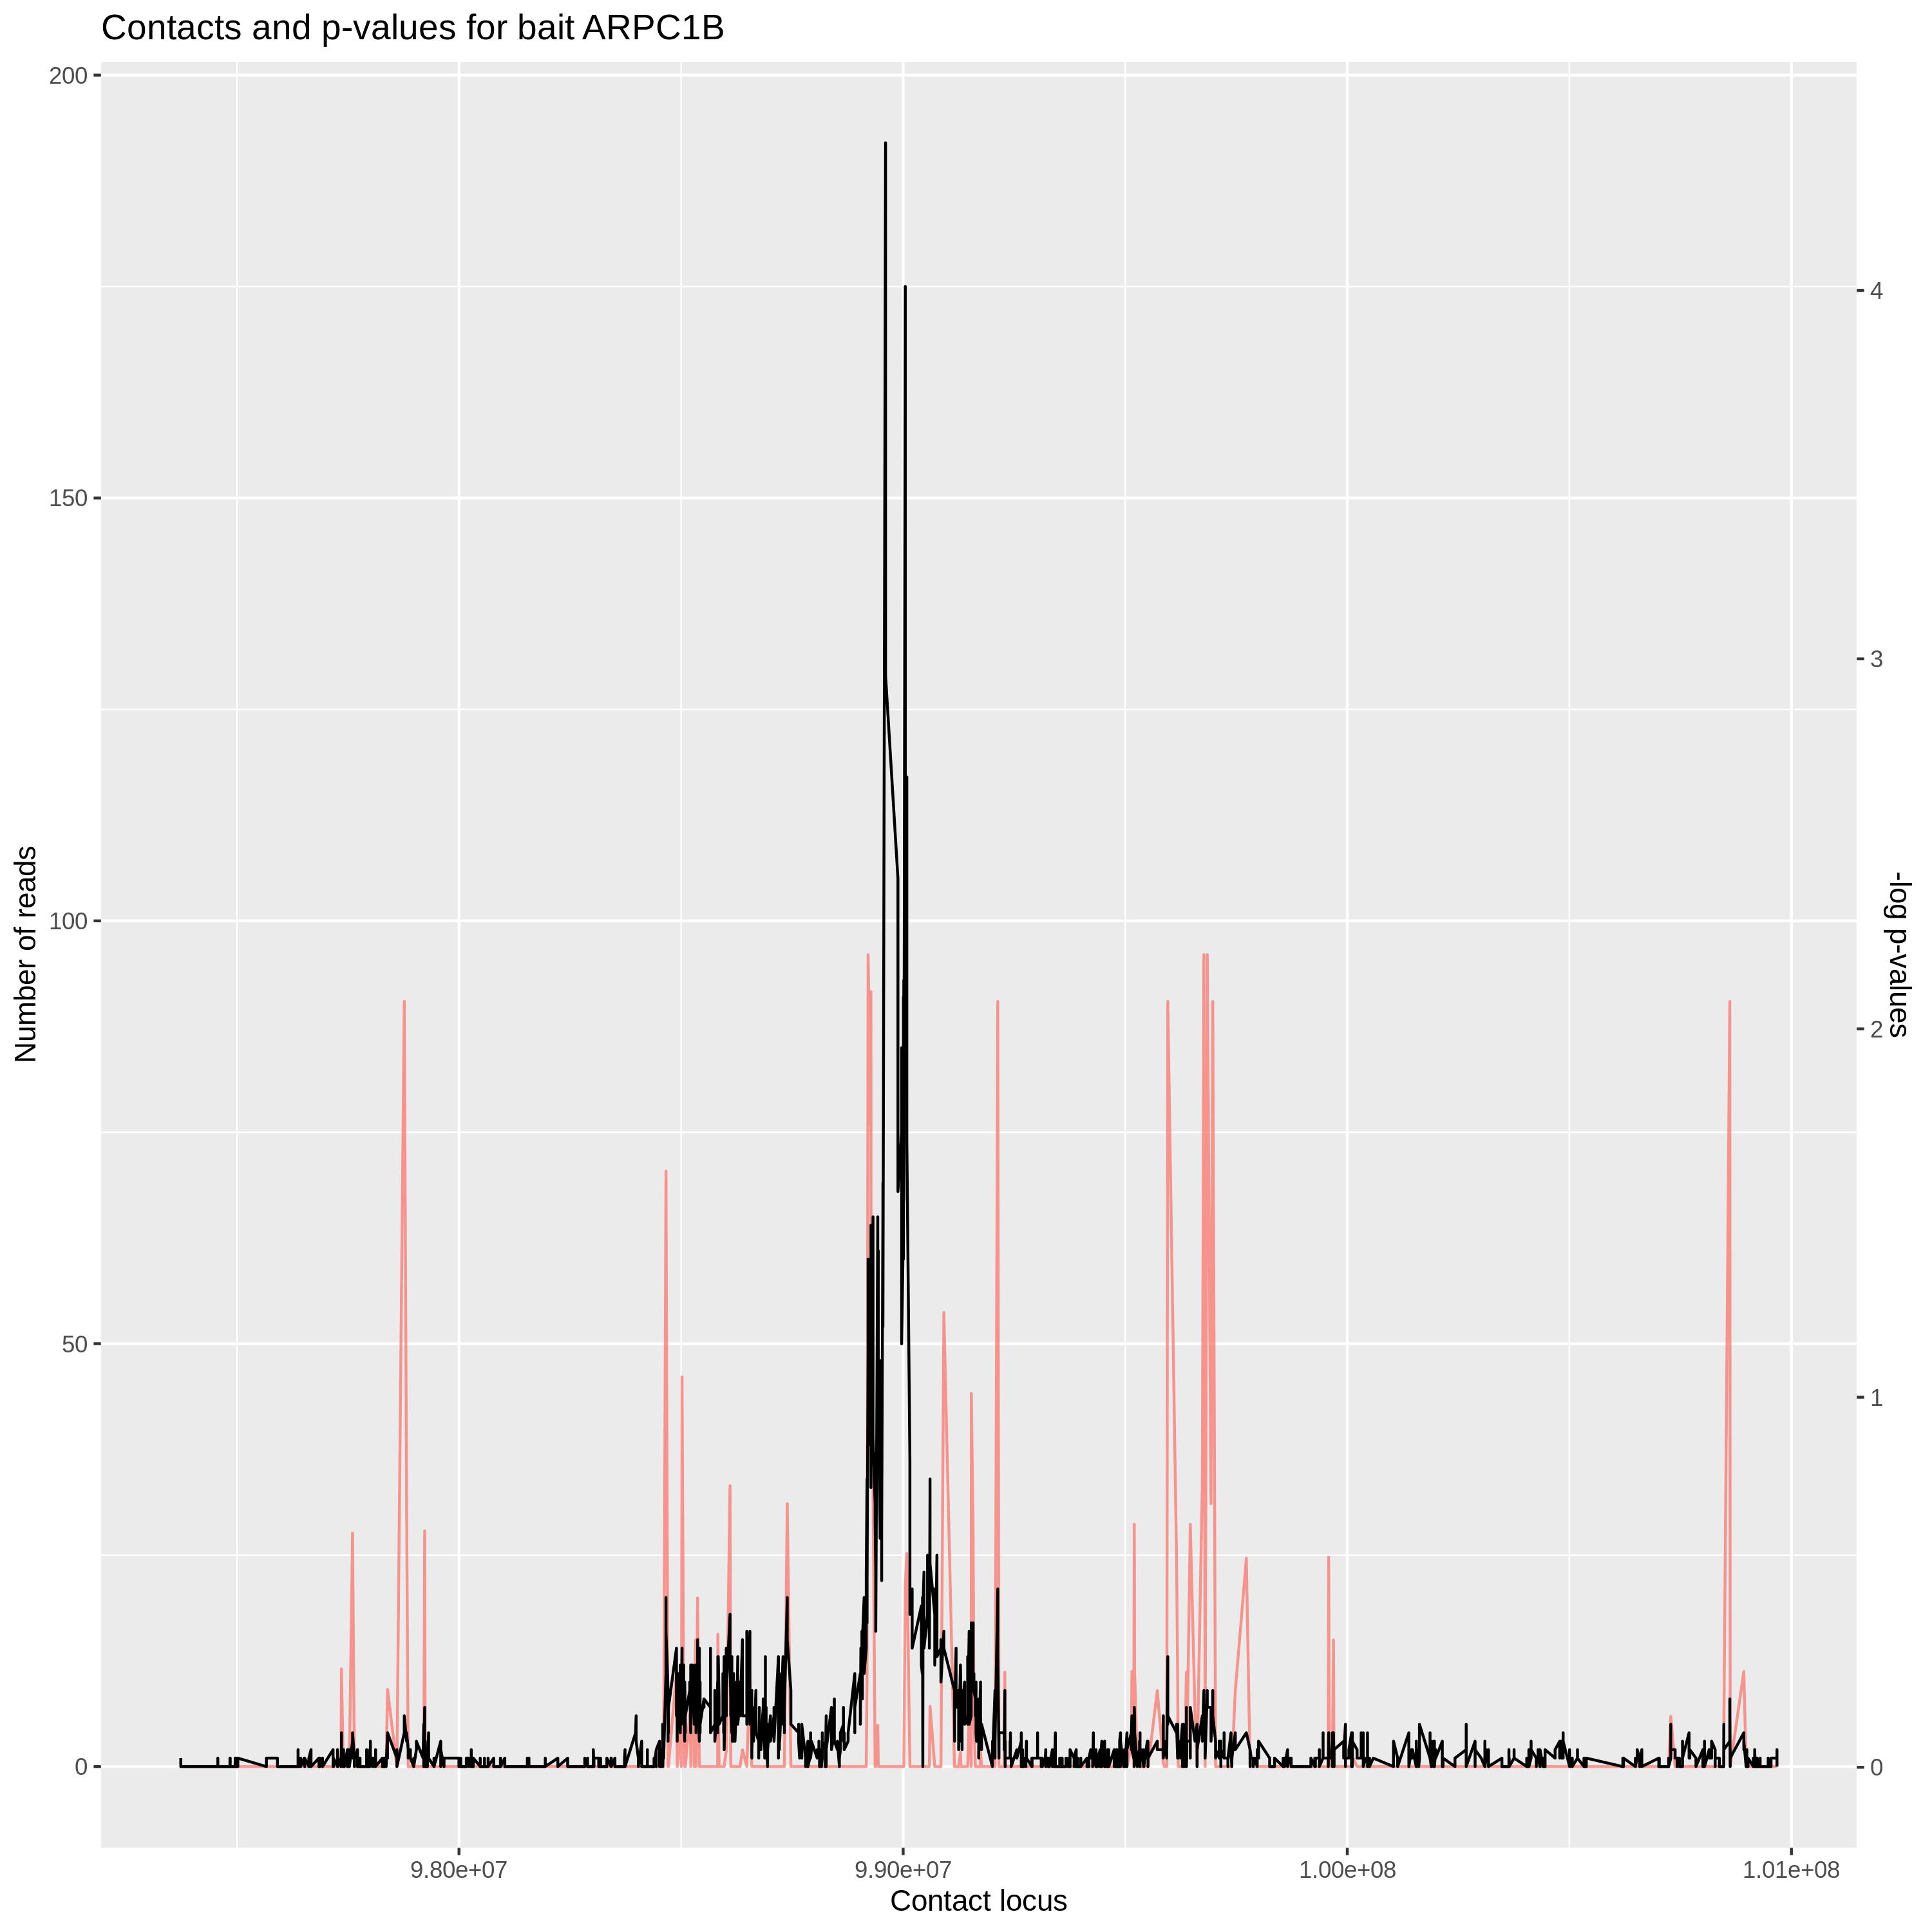 Contacts and p-values for bait ARPC1B
200
150
100
50
0
Number of reads
4
3
2
1
0
-log p-values
9.80e+07
9.90e+07
1.00e+08
1.01e+08
Contact locus